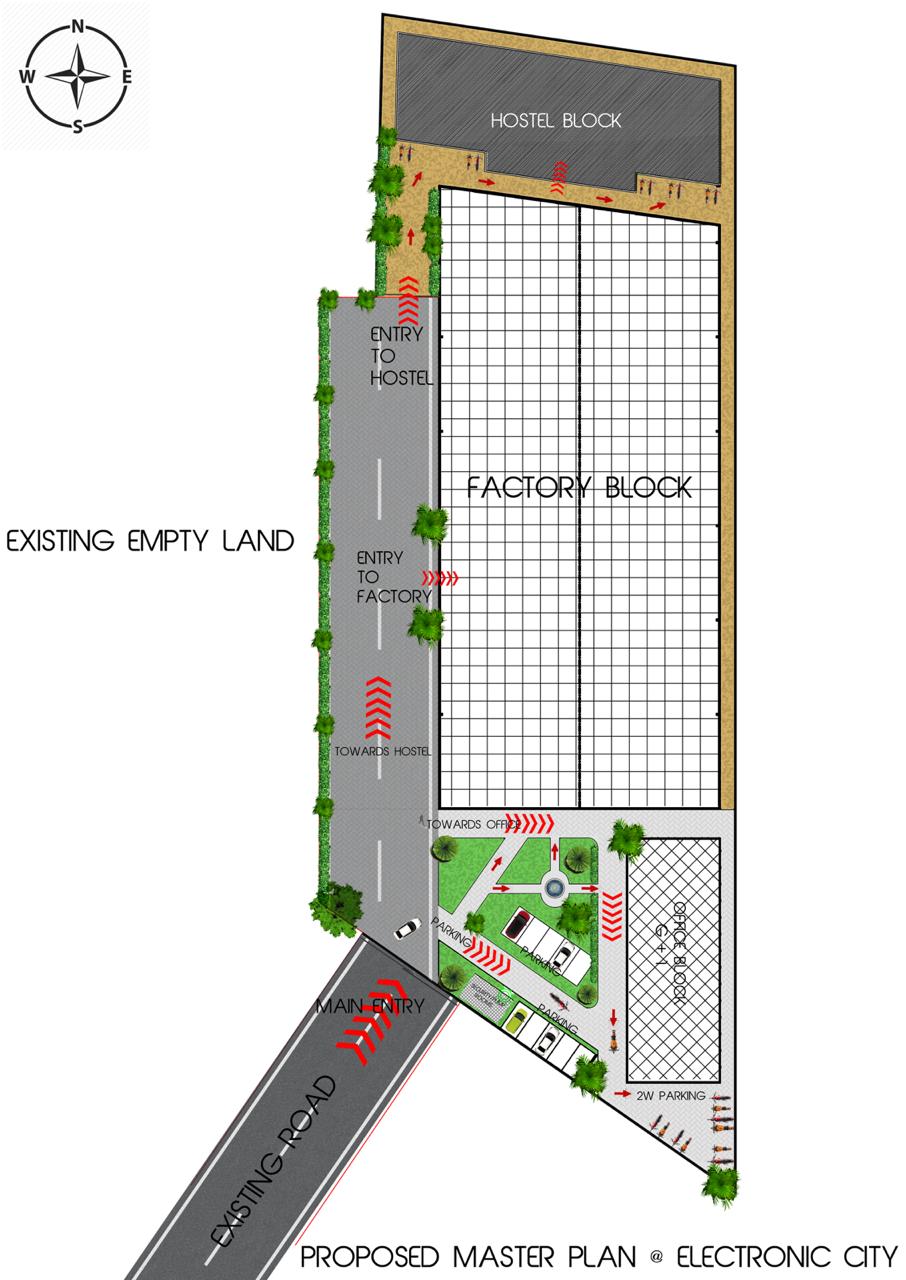 N
W E
S
HOSTEL BLOCK
ENTRY
TO
HOSTEL
FACTORY BLOCK
EXISTING EMPTY LAND
ENTRY
TO
FACTORY
TOWARDS HOSTEL
TOWARDS OFFICE
PARKING
PARKING
OFFICE BLOCK
G + 1
PARKING
MAIN ENTRY
2W PARKING
EXISTING ROAD
PROPOSED MASTER PLAN @ ELECTRONIC CITY